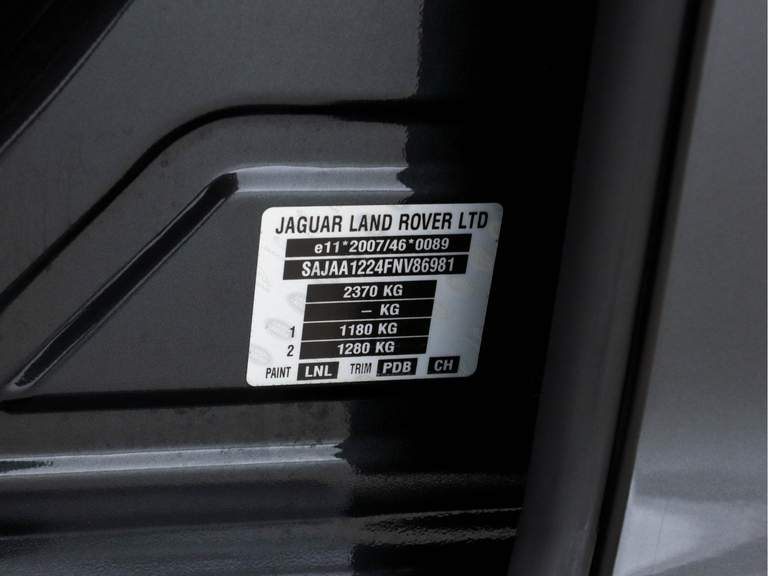 JAGUAR LAND ROVER LTD
e11*2007/46*0089
SAJAA1224FNV86981
2370 KG
– KG
1 1180 KG
2 1280 KG
PAINT LNL TRIM PDB CH